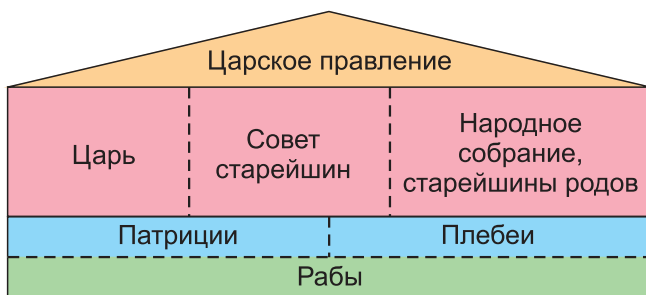 Царское правление
Царь
Совет
старейшин
Народное
собрание,
старейшины родов
Патриции
Плебеи
Рабы